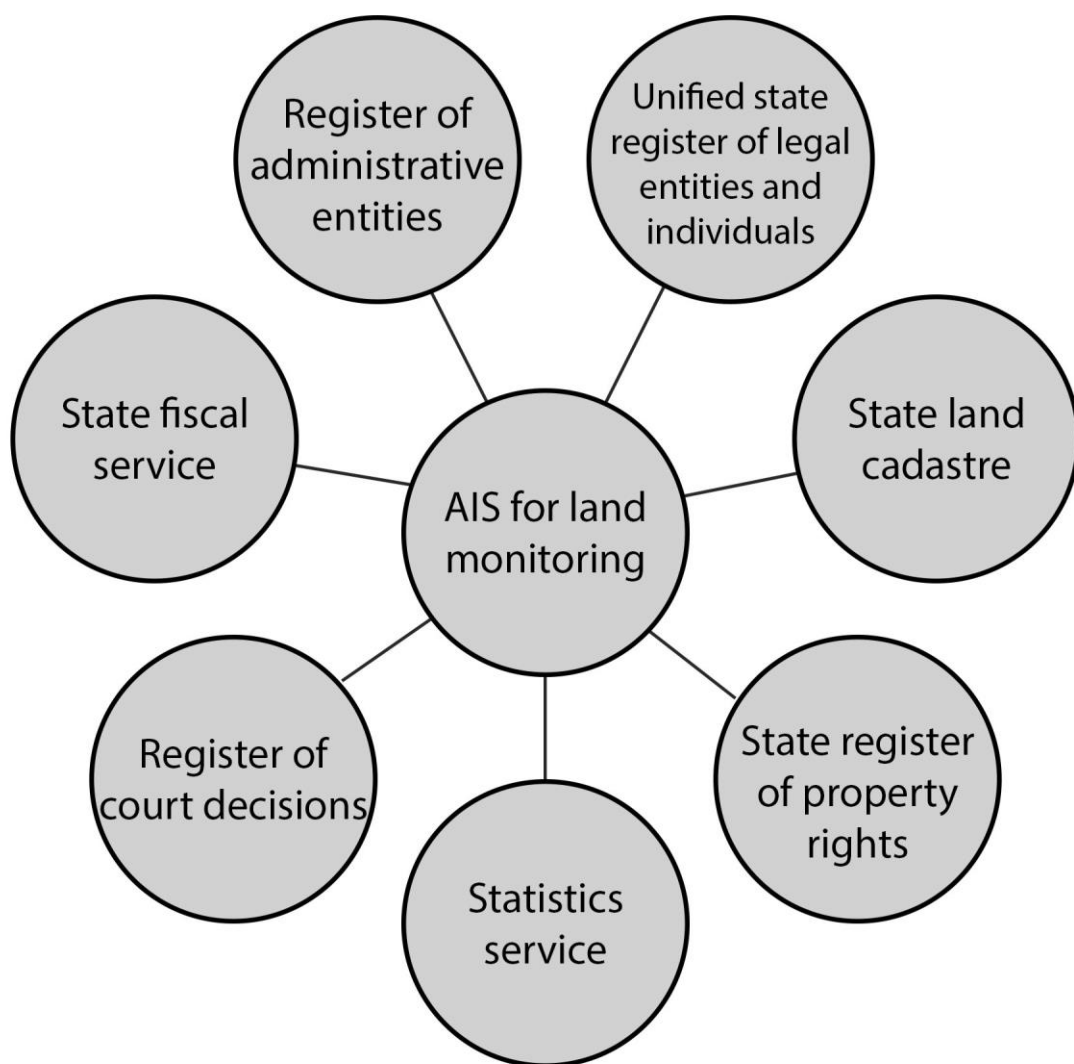 Register of
administrative
entities
Unified state
register of legal
entities and
individuals
State fiscal
service
AIS for land
monitoring
State land
cadastre
Register of
court decisions
Statistics
service
State register
of property
rights